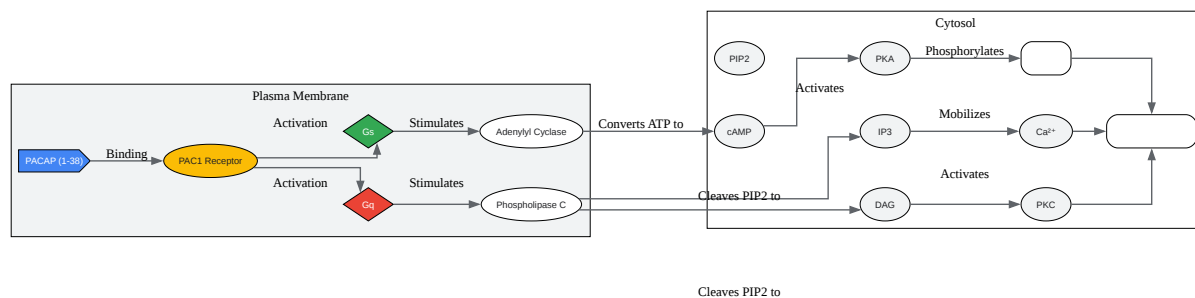 Cytosol
PIP2
PKA
Phosphorylates
Activates
Plasma Membrane
Activation
Gs
Stimulates
Adenylyl Cyclase
Converts ATP to
cAMP
IP3
Mobilizes
Ca²⁺
PACAP (1-38)
Binding
PAC1 Receptor
Activation
Gq
Stimulates
Phospholipase C
Cleaves PIP2 to
DAG
Activates
PKC
Cleaves PIP2 to